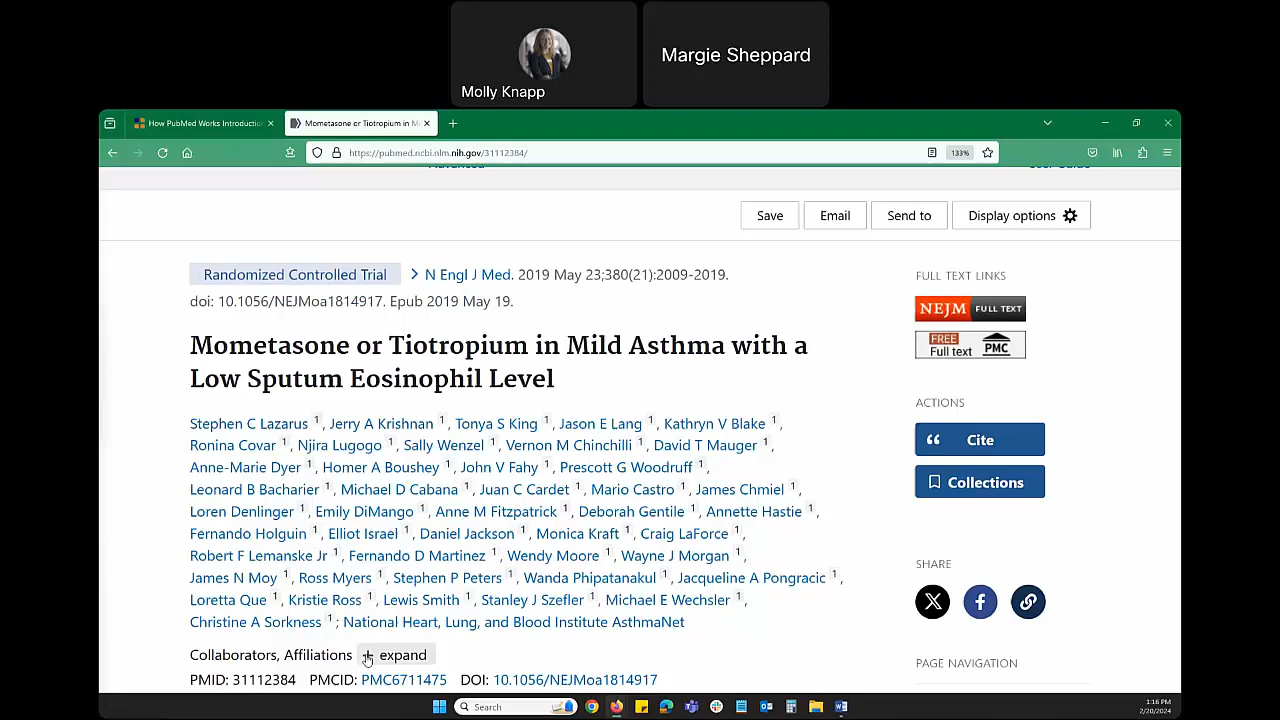 Molly Knapp
Margie Sheppard
How PubMed Works Introductio
Mometasone or Tiotropium in M
https://pubmed.ncbi.nlm.nih.gov/31112384/
133%
Save
Email
Send to
Display options
Randomized Controlled Trial
N Engl J Med. 2019 May 23;380(21):2009-2019.
doi: 10.1056/NEJMoa1814917. Epub 2019 May 19.
Mometasone or Tiotropium in Mild Asthma with a
Low Sputum Eosinophil Level
Stephen C Lazarus 1, Jerry A Krishnan 1, Tonya S King 1, Jason E Lang 1, Kathryn V Blake 1,
Ronina Covar 1, Njira Lugogo 1, Sally Wenzel 1, Vernon M Chinchilli 1, David T Mauger 1,
Anne-Marie Dyer 1, Homer A Boushey 1, John V Fahy 1, Prescott G Woodruff 1,
Leonard B Bacharier 1, Michael D Cabana 1, Juan C Cardet 1, Mario Castro 1, James Chmiel 1,
Loren Denlinger 1, Emily DiMango 1, Anne M Fitzpatrick 1, Deborah Gentile 1, Annette Hastie 1,
Fernando Holguin 1, Elliot Israel 1, Daniel Jackson 1, Monica Kraft 1, Craig LaForce 1,
Robert F Lemanske Jr 1, Fernando D Martinez 1, Wendy Moore 1, Wayne J Morgan 1,
James N Moy 1, Ross Myers 1, Stephen P Peters 1, Wanda Phipatanakul 1, Jacqueline A Pongracic 1,
Loretta Que 1, Kristie Ross 1, Lewis Smith 1, Stanley J Szefler 1, Michael E Wechsler 1,
Christine A Sorkness 1; National Heart, Lung, and Blood Institute AsthmaNet
Collaborators, Affiliations + expand
PMID: 31112384 PMCID: PMC6711475 DOI: 10.1056/NEJMoa1814917
FULL TEXT LINKS
NEJM FULL TEXT
FREE Full text PMC
ACTIONS
Cite
Collections
SHARE
PAGE NAVIGATION
Search
1:16 PM
2/20/2024